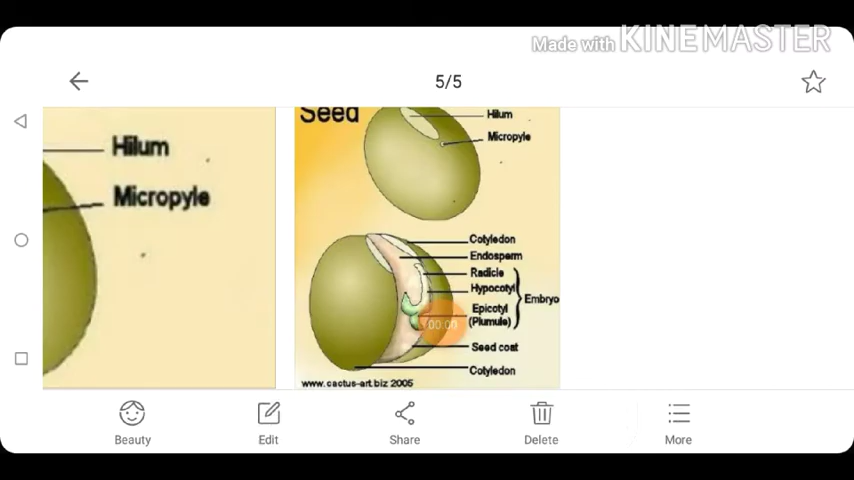 Made with KINEMASTER
5/5
Hilum
Micropyle
Seed
Hilum
Micropyle
Cotyledon
Endosperm
Radicle
Hypocotyl
Embryo
Epicotyl
(Plumule)
00:00
Seed coat
Cotyledon
www.cactus-art.biz 2005
Beauty
Edit
Share
Delete
More